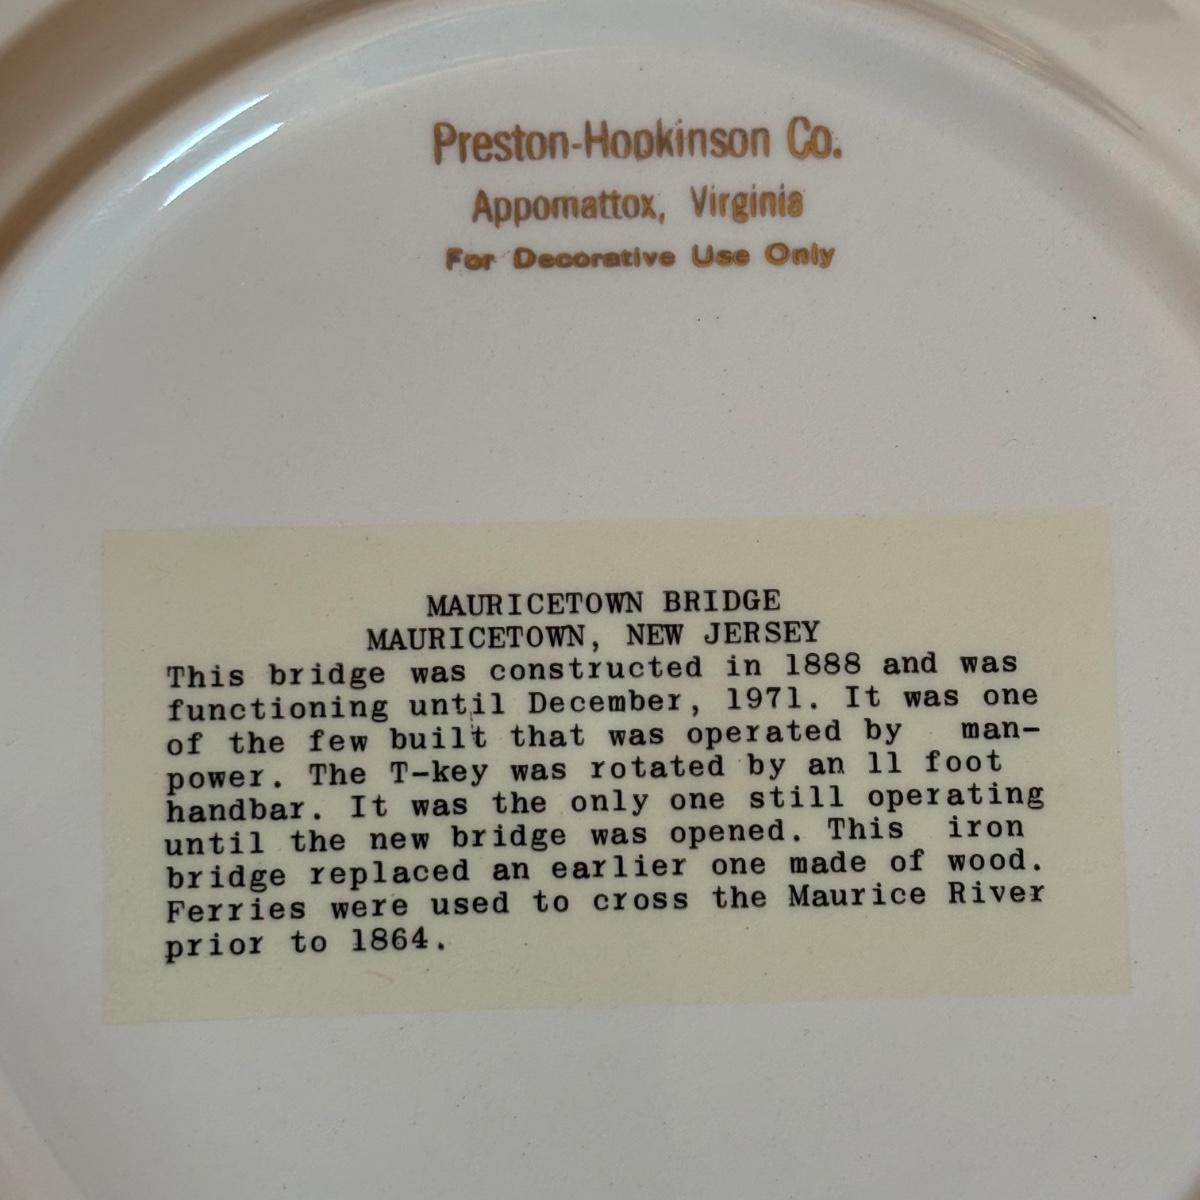 Preston-Hopkinson Co.
Appomattox, Virginia
For Decorative Use Only
MAURICETOWN BRIDGE
MAURICETOWN, NEW JERSEY
This bridge was constructed in 1888 and was
functioning until December, 1971. It was one
of the few built that was operated by man-
power. The T-key was rotated by an 11 foot
handbar. It was the only one still operating
until the new bridge was opened. This iron
bridge replaced an earlier one made of wood.
Ferries were used to cross the Maurice River
prior to 1864.